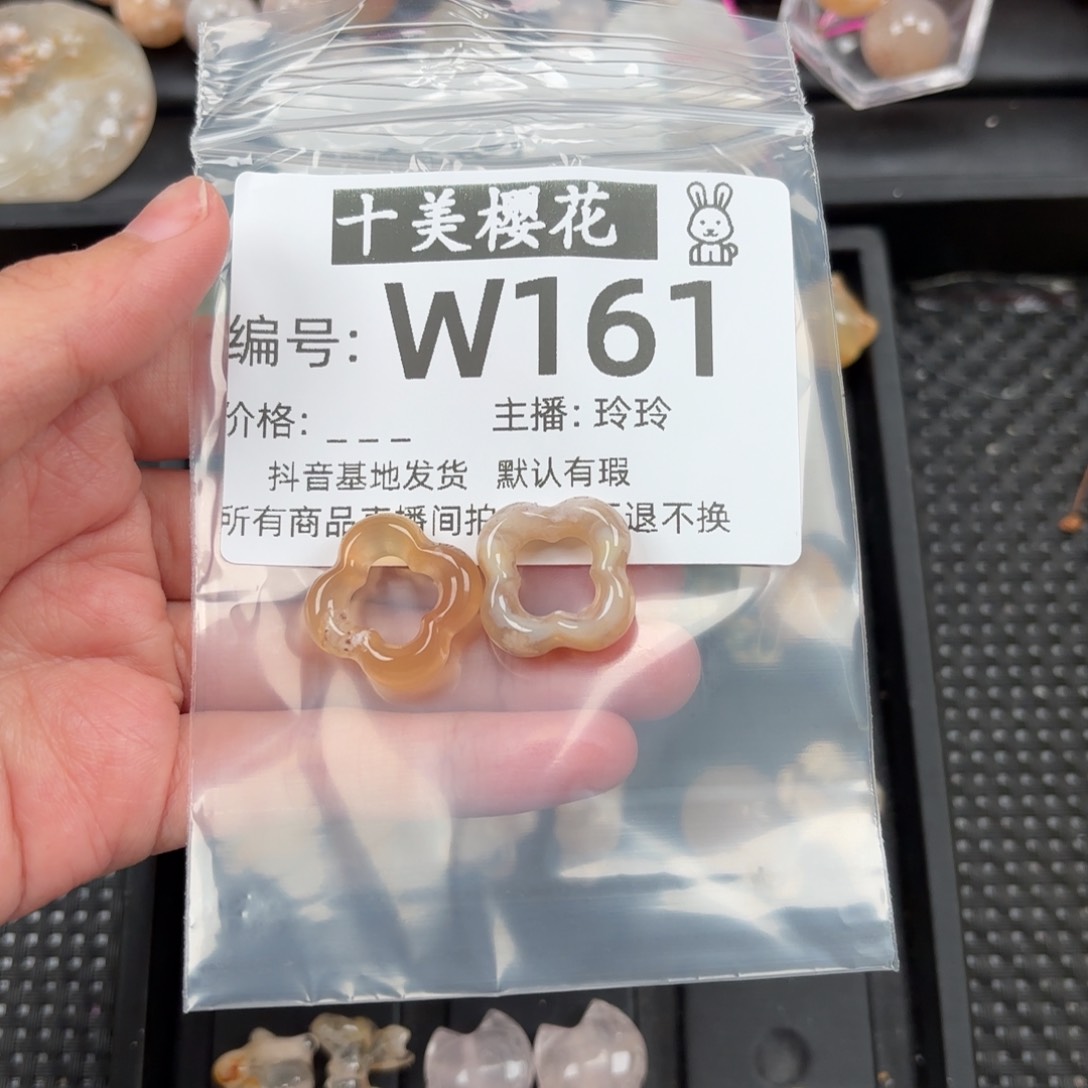 十美樱花
编号: W161
价格: _ _ _ 主播: 玲玲
抖音基地发货 默认有瑕
所有商品直播间拍 退不换